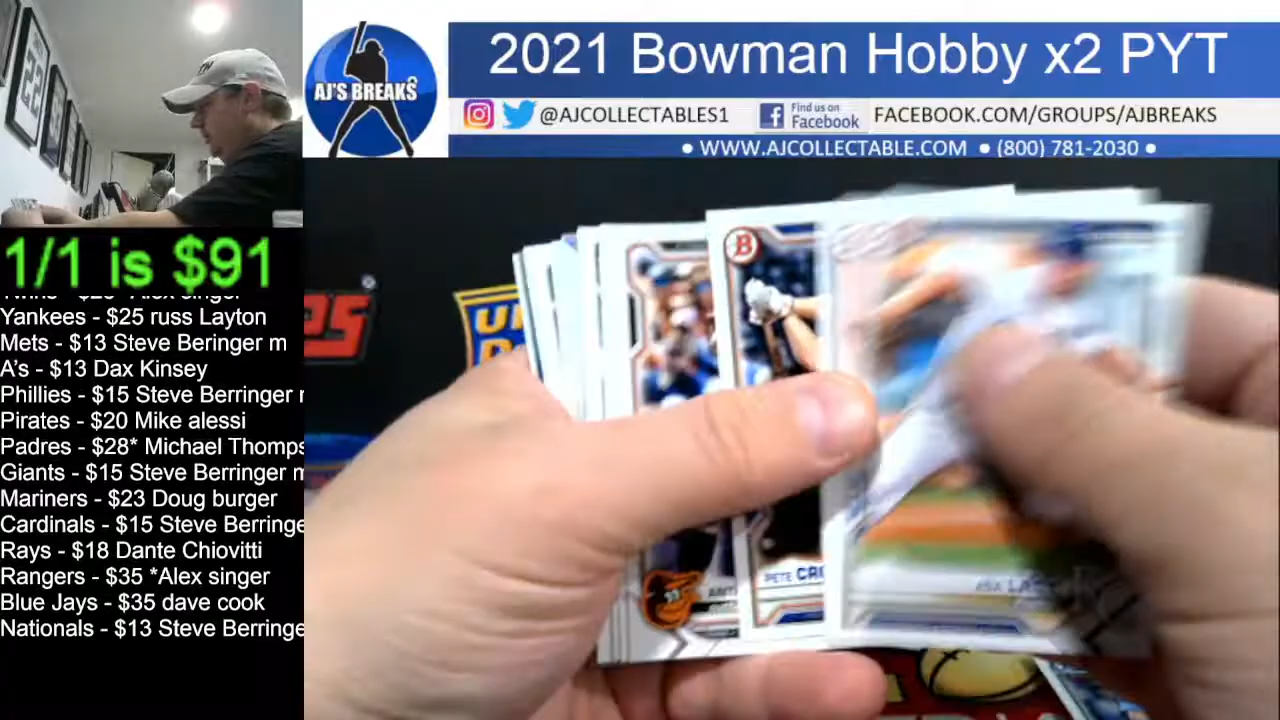 2021 Bowman Hobby x2 PYT
AJ'S BREAKS
@AJCOLLECTABLES1
Find us on
Facebook
FACEBOOK.COM/GROUPS/AJBREAKS
• WWW.AJCOLLECTABLE.COM • (800) 781-2030 •
1/1 is $91
Yankees - $25 russ Layton
Mets - $13 Steve Beringer m
A's - $13 Dax Kinsey
Phillies - $15 Steve Berringer
Pirates - $20 Mike alessi
Padres - $28* Michael Thomps
Giants - $15 Steve Berringer m
Mariners - $23 Doug burger
Cardinals - $15 Steve Berringe
Rays - $18 Dante Chiovitti
Rangers - $35 *Alex singer
Blue Jays - $35 dave cook
Nationals - $13 Steve Berringe
22
B
PETE